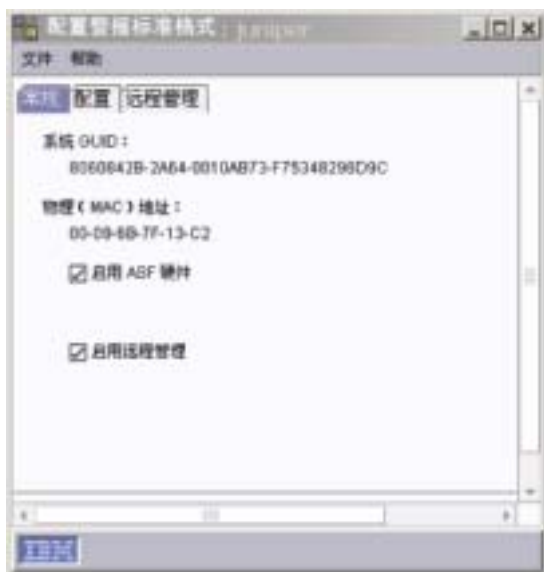 配置警报标准格式：juniper
文件 帮助
常规 配置 远程管理
系统 GUID：
8060842B-2A64-0010AB73-F75348298D9C
物理（MAC）地址：
00-09-6B-7F-13-C2
启用 ASF 硬件
启用远程管理
IBM